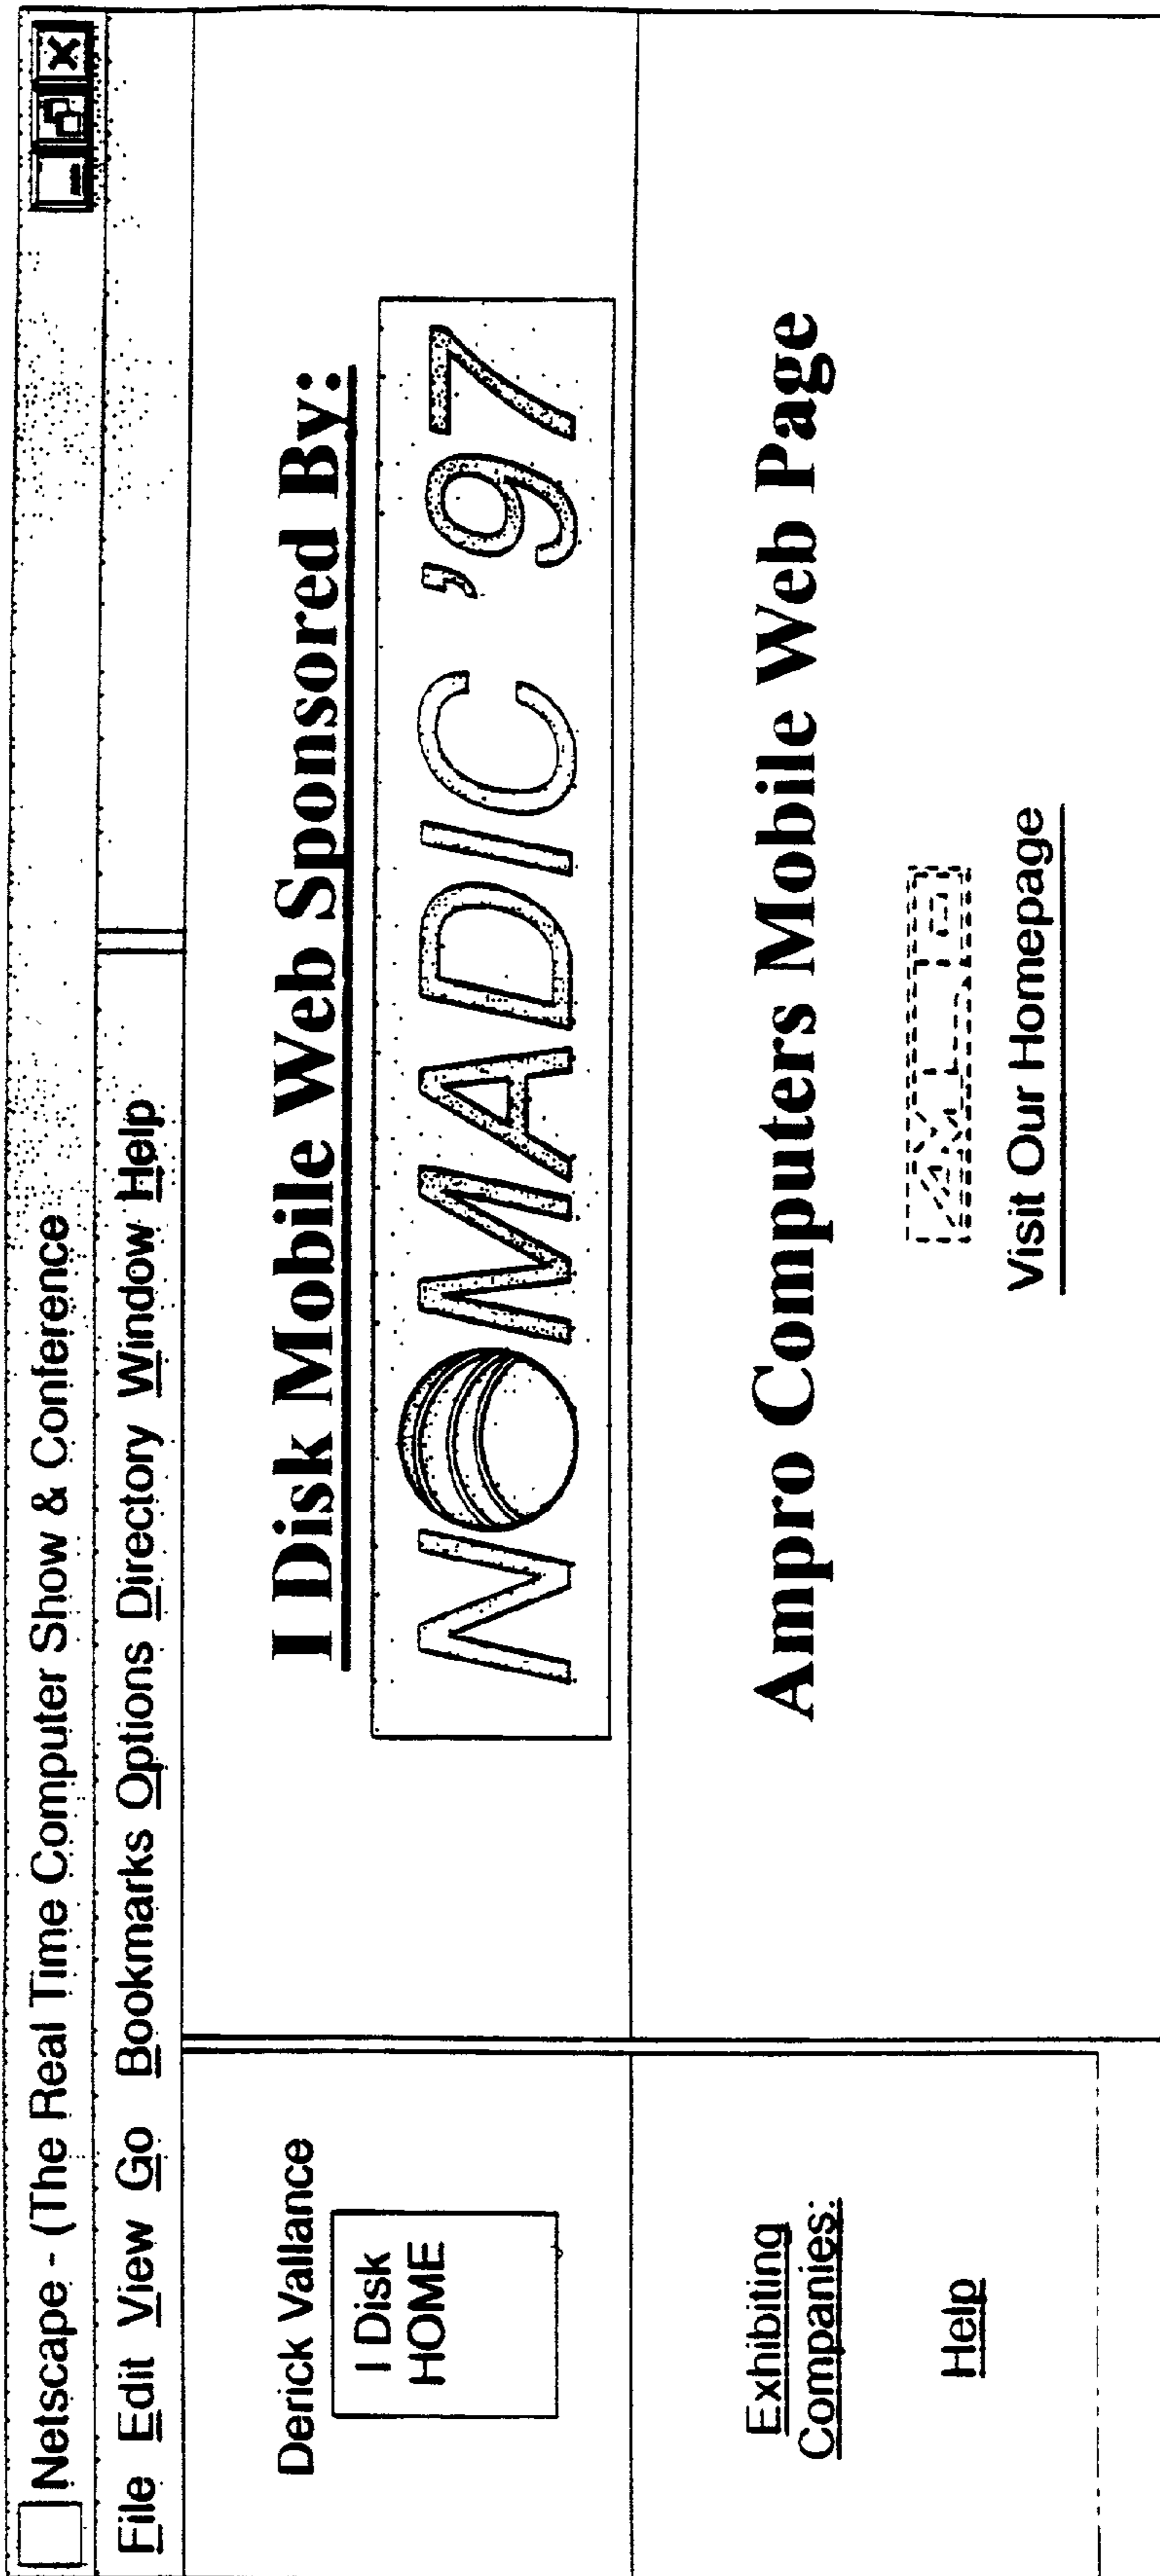 Netscape - (The Real Time Computer Show & Conference
File Edit View Go Bookmarks Options Directory Window Help
Derick Vallance
I Disk
HOME
I Disk Mobile Web Sponsored By:
NOMADIC '97
Exhibiting
Companies:
Help
Ampro Computers Mobile Web Page
Visit Our Homepage